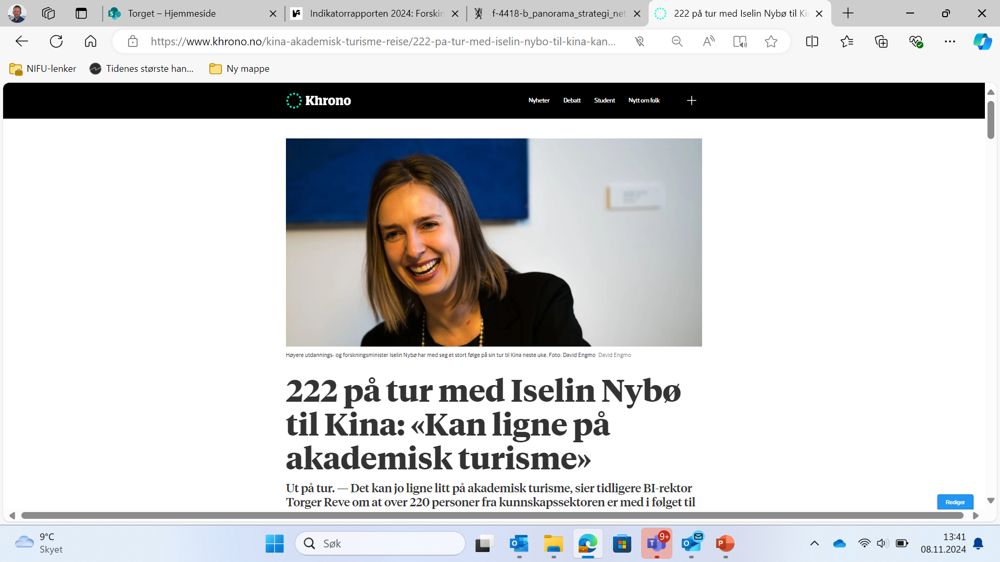 Torget – Hjemmeside
Indikatorrapporten 2024: Forskin
f-4418-b_panorama_strategi_net
222 på tur med Iselin Nybø til Ki
https://www.khrono.no/kina-akademisk-turisme-reise/222-pa-tur-med-iselin-nybo-til-kina-kan...
NIFU-lenker
Tidenes største han...
Ny mappe
Khrono
Nyheter
Debatt
Student
Nytt om folk
Høyere utdannings- og forskningsminister Iselin Nybø har med seg et stort følge på sin tur til Kina neste uke. Foto: David Engmo David Engmo
222 på tur med Iselin Nybø
til Kina: «Kan ligne på
akademisk turisme»
Ut på tur. — Det kan jo ligne litt på akademisk turisme, sier tidligere BI-rektor
Torger Reve om at over 220 personer fra kunnskapssektoren er med i følget til
Rediger
9°C
Skyet
Søk
9+
13:41
08.11.2024